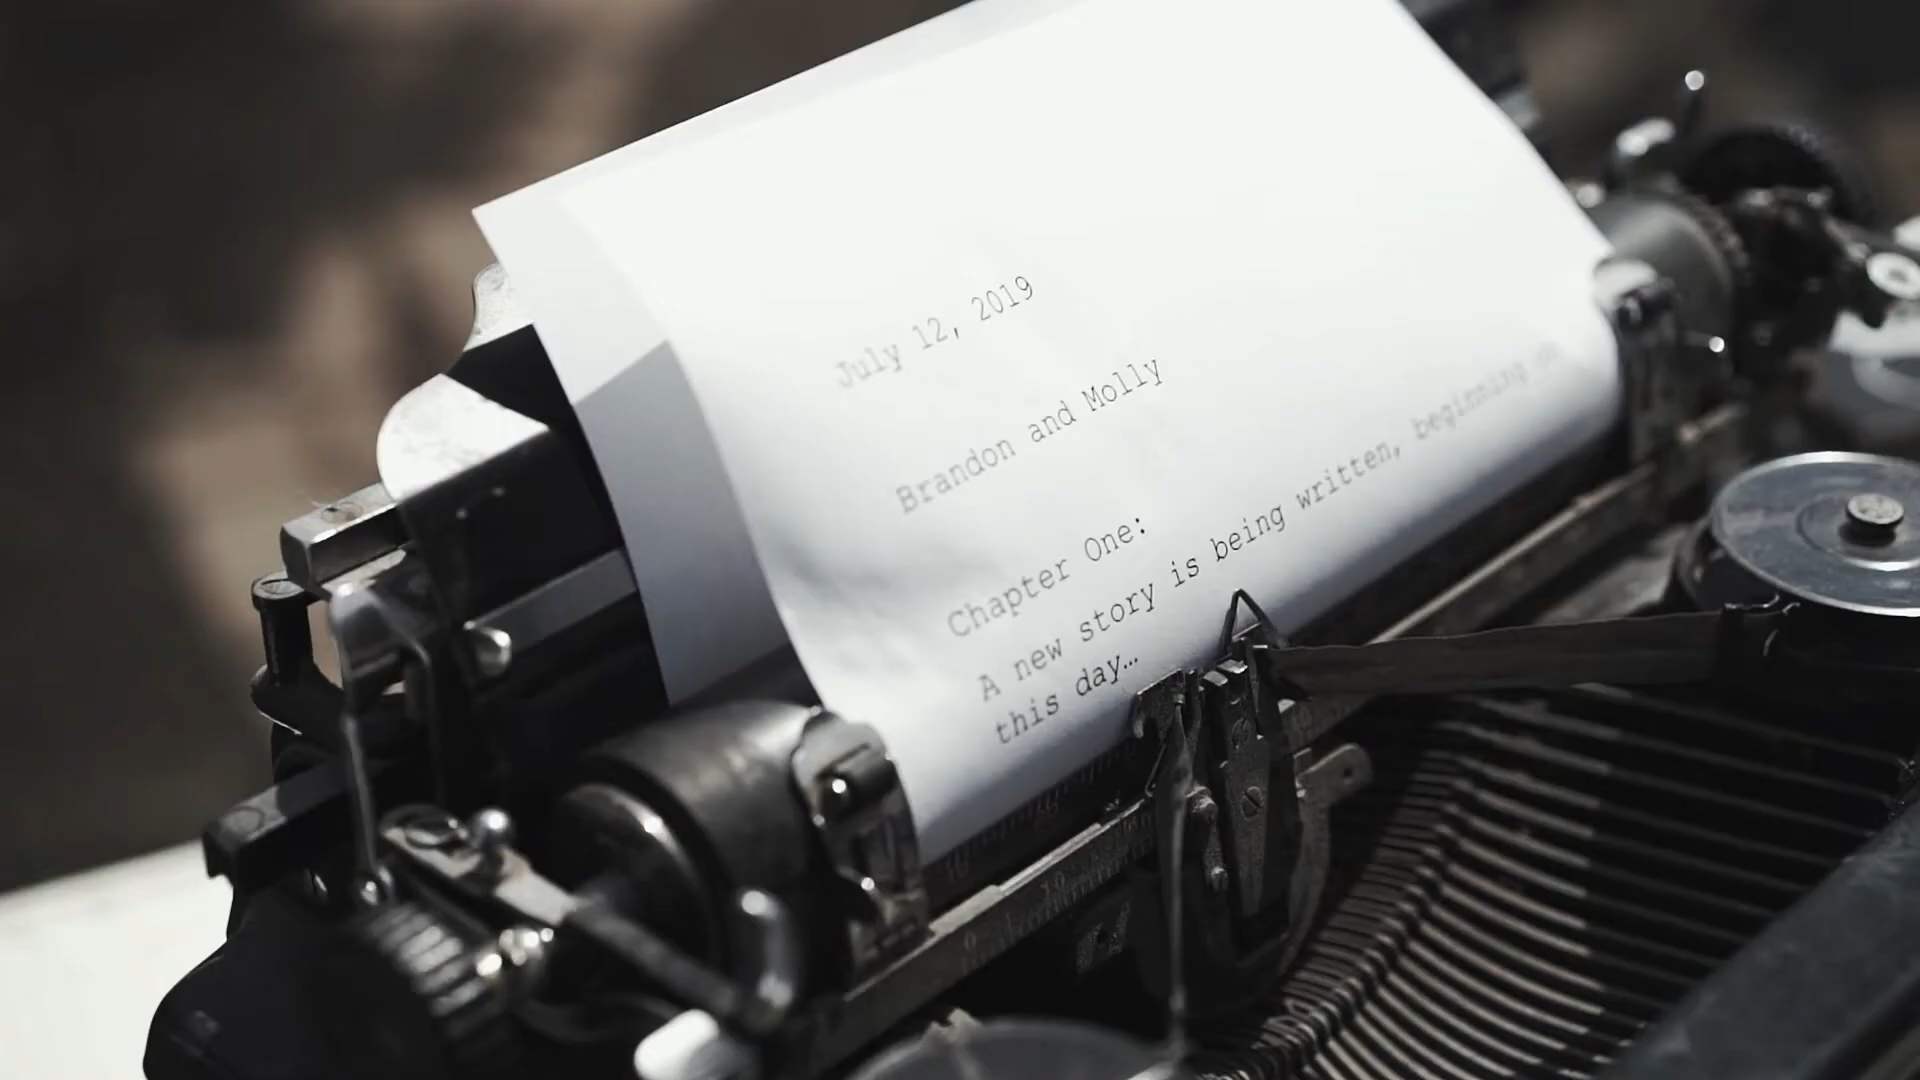 July 12, 2019
Brandon and Molly
Chapter One:
A new story is being written, beginning on
this day…